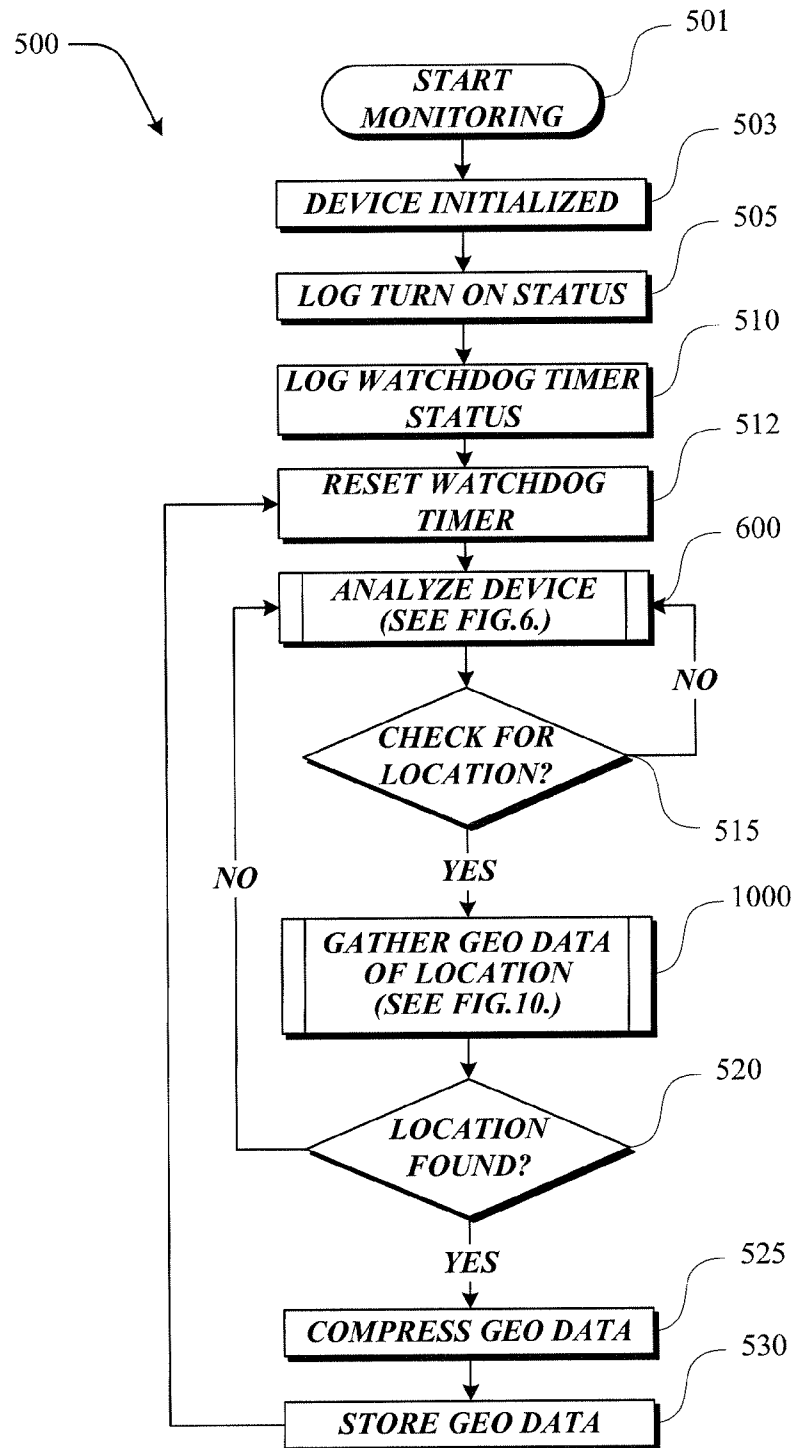 500
501
START
MONITORING
503
DEVICE INITIALIZED
505
LOG TURN ON STATUS
510
LOG WATCHDOG TIMER
STATUS
512
RESET WATCHDOG
TIMER
600
ANALYZE DEVICE
(SEE FIG.6.)
NO
CHECK FOR
LOCATION?
515
YES
NO
1000
GATHER GEO DATA
OF LOCATION
(SEE FIG.10.)
520
LOCATION
FOUND?
YES
525
COMPRESS GEO DATA
530
STORE GEO DATA